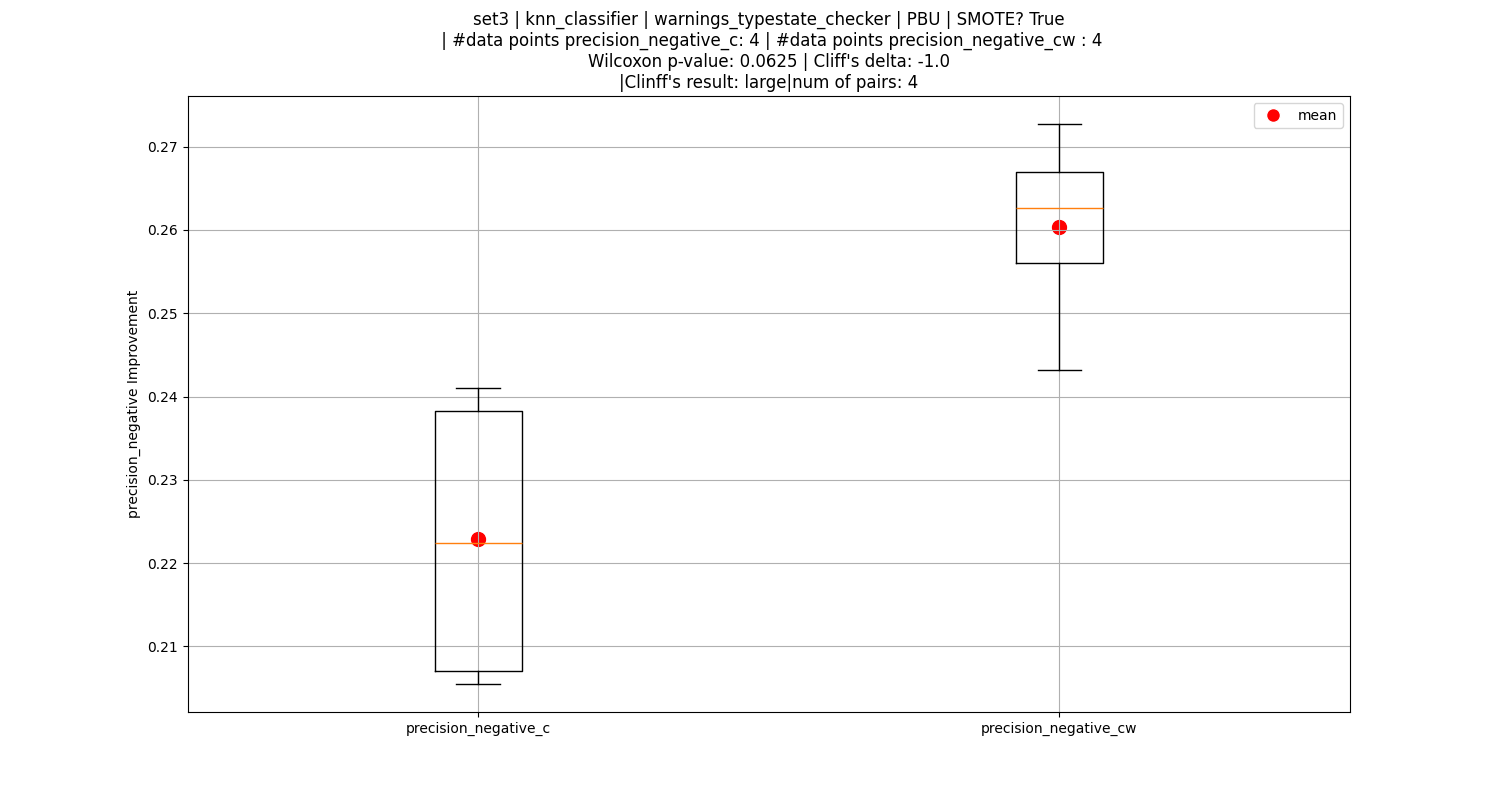 set3 | knn_classifier | warnings_typestate_checker | PBU | SMOTE? True
| #data points precision_negative_c: 4 | #data points precision_negative_cw : 4
Wilcoxon p-value: 0.0625 | Cliff's delta: -1.0
|Clinff's result: large|num of pairs: 4
mean
0.27
0.26
0.25
0.24
0.23
0.22
0.21
precision_negative Improvement
precision_negative_c
precision_negative_cw